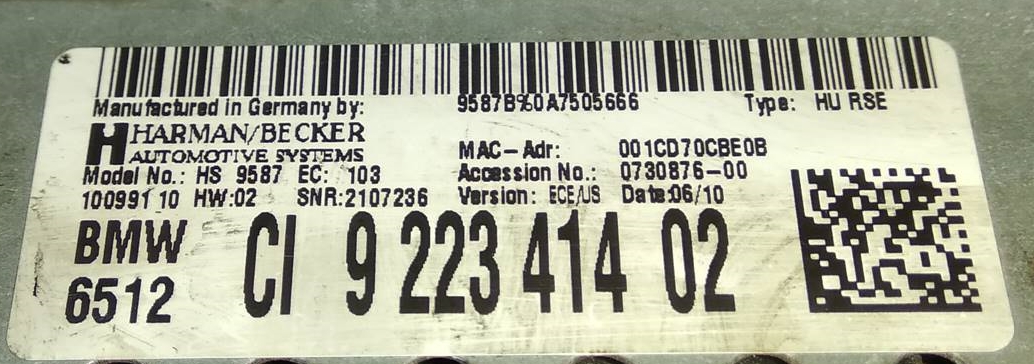 Manufactured in Germany by: 9587B%0A7505666 Type: HU RSE
HARMAN/BECKER
AUTOMOTIVE SYSTEMS MAC-Adr: 001CD70CBE0B
Model No.: HS 9587 EC: 103 Accession No.: 0730876-00
10099110 HW:02 SNR:2107236 Version: ECE/US Date:06/10
BMW CI 9 223 414 02
6512